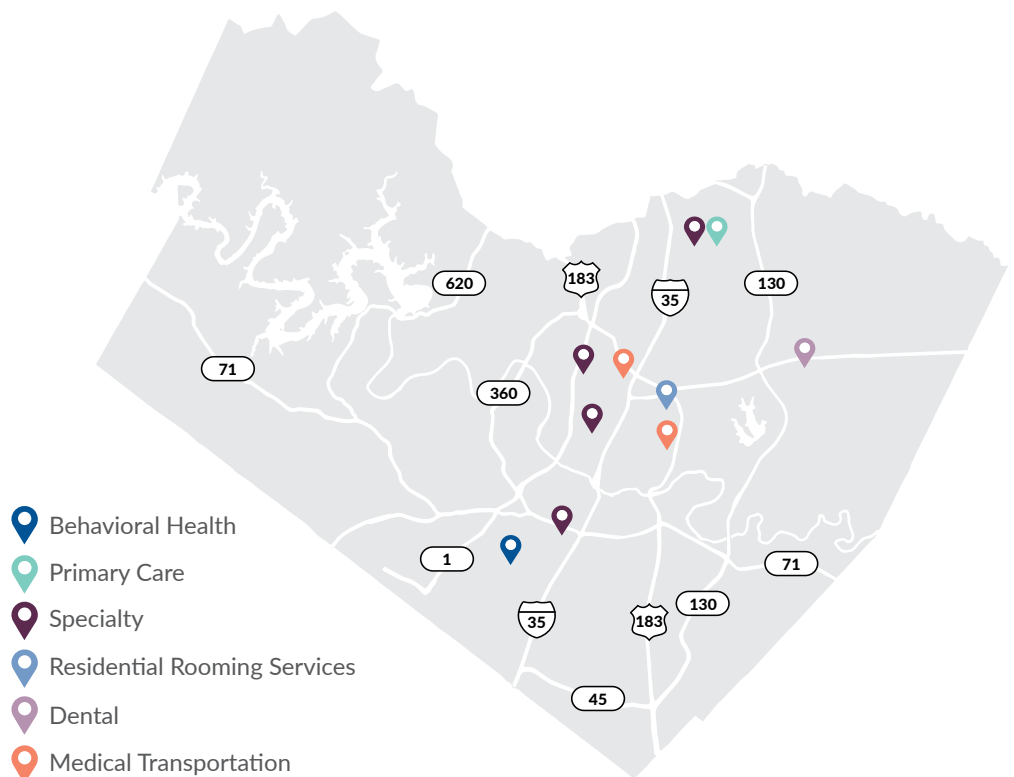 183
620
35
130
71
360
Behavioral Health
Primary Care
Specialty
Residential Rooming Services
Dental
Medical Transportation
1
71
130
35
183
45